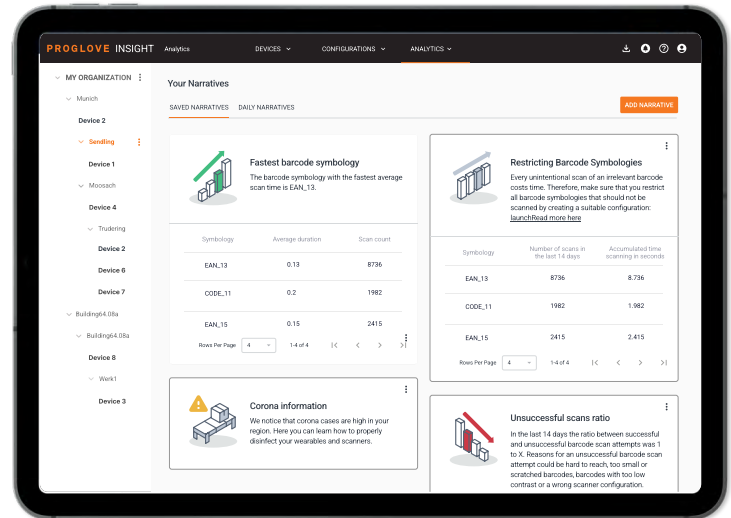 PROGLOVE INSIGHT Analytics DEVICES CONFIGURATIONS ANALYTICS
MY ORGANIZATION
Munich
Device 2
Sendling
Device 1
Moosach
Device 4
Trudering
Device 2
Device 6
Device 7
Building64.08a
Building64.08a
Device 8
Werk1
Device 3
Your Narratives
SAVED NARRATIVES DAILY NARRATIVES
ADD NARRATIVE
Fastest barcode symbology
The barcode symbology with the fastest average
scan time is EAN_13.
Symbology Average duration Scan count
EAN_13 0.13 8736
CODE_11 0.2 1982
EAN_15 0.15 2415
Rows Per Page 4 1-4 of 4
Restricting Barcode Symbologies
Every unintentional scan of an irrelevant barcode
costs time. Therefore, make sure that you restrict
all barcode symbologies that should not be
scanned by creating a suitable configuration:
launchRead more here
Symbology Number of scans in the last 14 days Accumulated time scanning in seconds
EAN_13 8736 8.736
CODE_11 1982 1.982
EAN_15 2415 2.415
Rows Per Page 4 1-4 of 4
Corona information
We notice that corona cases are high in your
region. Here you can learn how to properly
disinfect your wearables and scanners.
Unsuccessful scans ratio
In the last 14 days the ratio between successful
and unsuccessful barcode scan attempts was 1
to X. Reasons for an unsuccessful barcode scan
attempt could be hard to reach, too small or
scratched barcodes, barcodes with too low
contrast or a wrong scanner configuration.